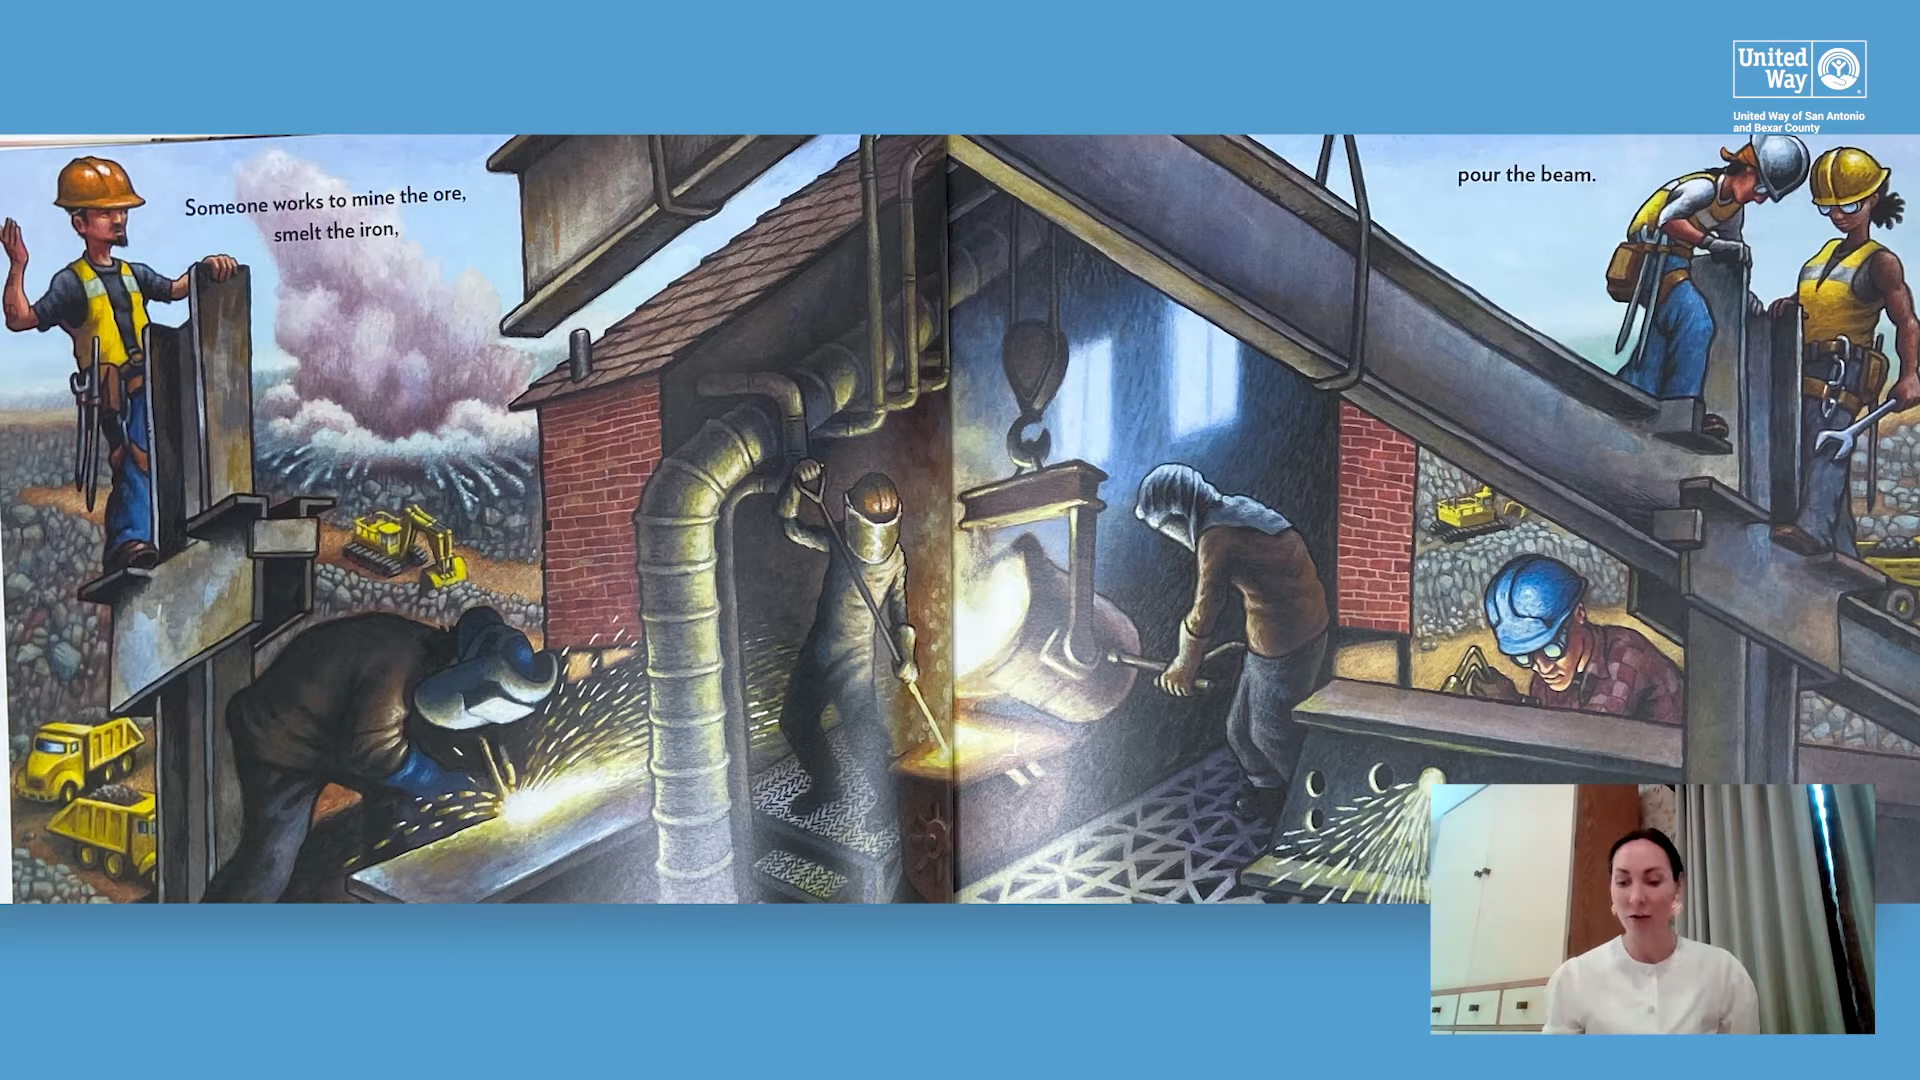 United
Way
United Way of San Antonio
and Bexar County
Someone works to mine the ore,
smelt the iron,
pour the beam.